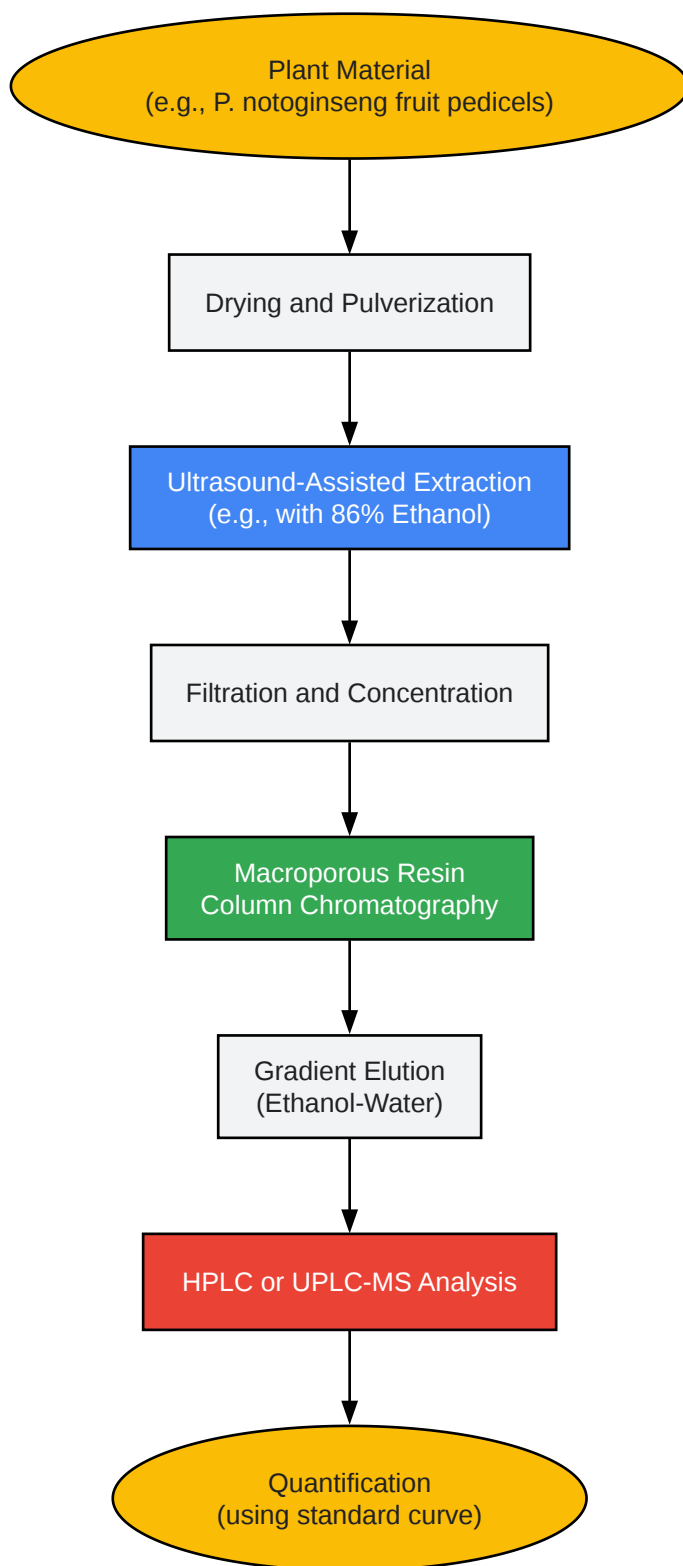 Plant Material
(e.g., P. notoginseng fruit pedicels)
Drying and Pulverization
Ultrasound-Assisted Extraction
(e.g., with 86% Ethanol)
Filtration and Concentration
Macroporous Resin
Column Chromatography
Gradient Elution
(Ethanol-Water)
HPLC or UPLC-MS Analysis
Quantification
(using standard curve)